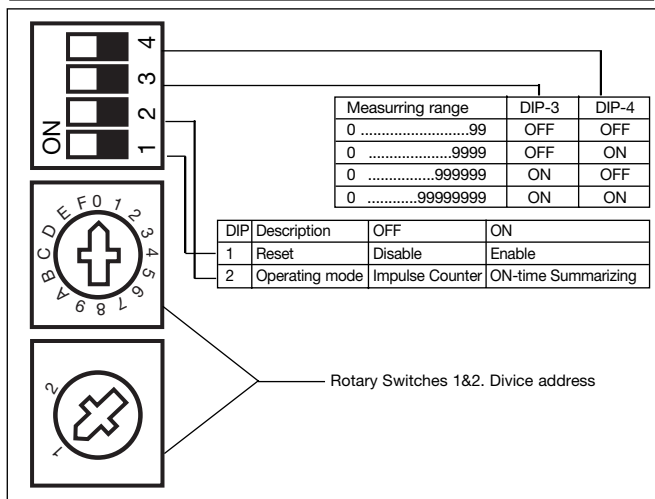 4
3
2
1
ON
Measurring range DIP-3 DIP-4
0 ..........................99 OFF OFF
0 ....................9999 OFF ON
0 ................999999 ON OFF
0 ............99999999 ON ON
F 0 1 2 3 4 5 6 7 8 9 A B C D E
DIP Description OFF ON
1 Reset Disable Enable
2 Operating mode Impulse Counter ON-time Summarizing
Rotary Switches 1&2. Divice address
2
1